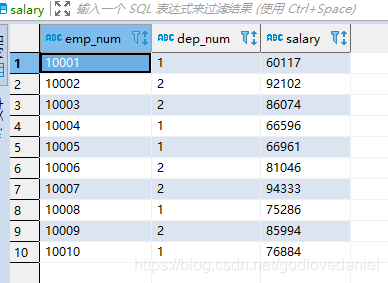 salary 输入一个 SQL 表达式来过滤结果 (使用 Ctrl+Space)
ABC emp_num ABC dep_num ABC salary
1 10001 1 60117
2 10002 2 92102
3 10003 2 86074
4 10004 1 66596
5 10005 1 66961
6 10006 2 81046
7 10007 2 94333
8 10008 1 75286
9 10009 2 85994
10 10010 1 76884
https://blog.csdn.net/godlovedaniel